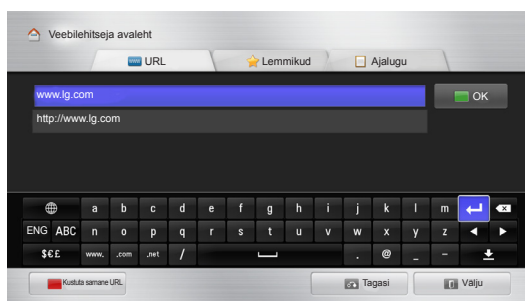 Veebilehitseja avaleht
www URL
Lemmikud
Ajalugu
www.lg.com
OK
http://www.lg.com
a b c d e f g h i j k l m
ENG ABC n o p q r s t u v w x y z
$€£ www. .com .net / . @ _ -
Kustuta samane URL
Tagasi
Välju